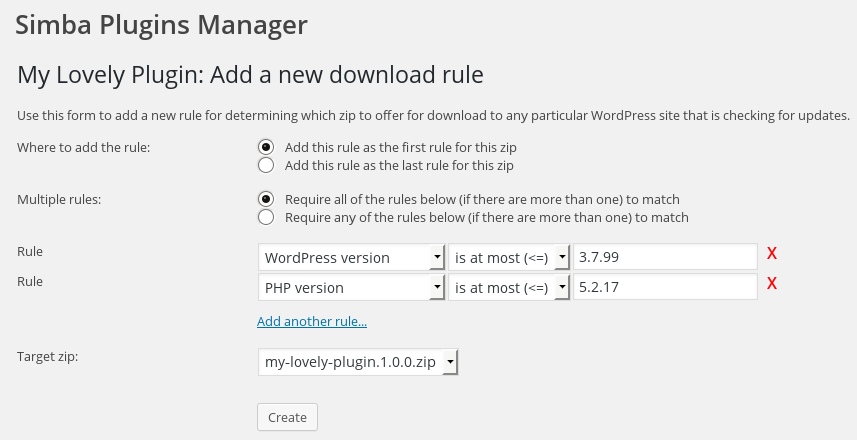 Simba Plugins Manager
My Lovely Plugin: Add a new download rule
Use this form to add a new rule for determining which zip to offer for download to any particular WordPress site that is checking for updates.
Where to add the rule:
Add this rule as the first rule for this zip
Add this rule as the last rule for this zip
Multiple rules:
Require all of the rules below (if there are more than one) to match
Require any of the rules below (if there are more than one) to match
Rule WordPress version is at most (<=) 3.7.99 X
Rule PHP version is at most (<=) 5.2.17 X
Add another rule...
Target zip: my-lovely-plugin.1.0.0.zip
Create